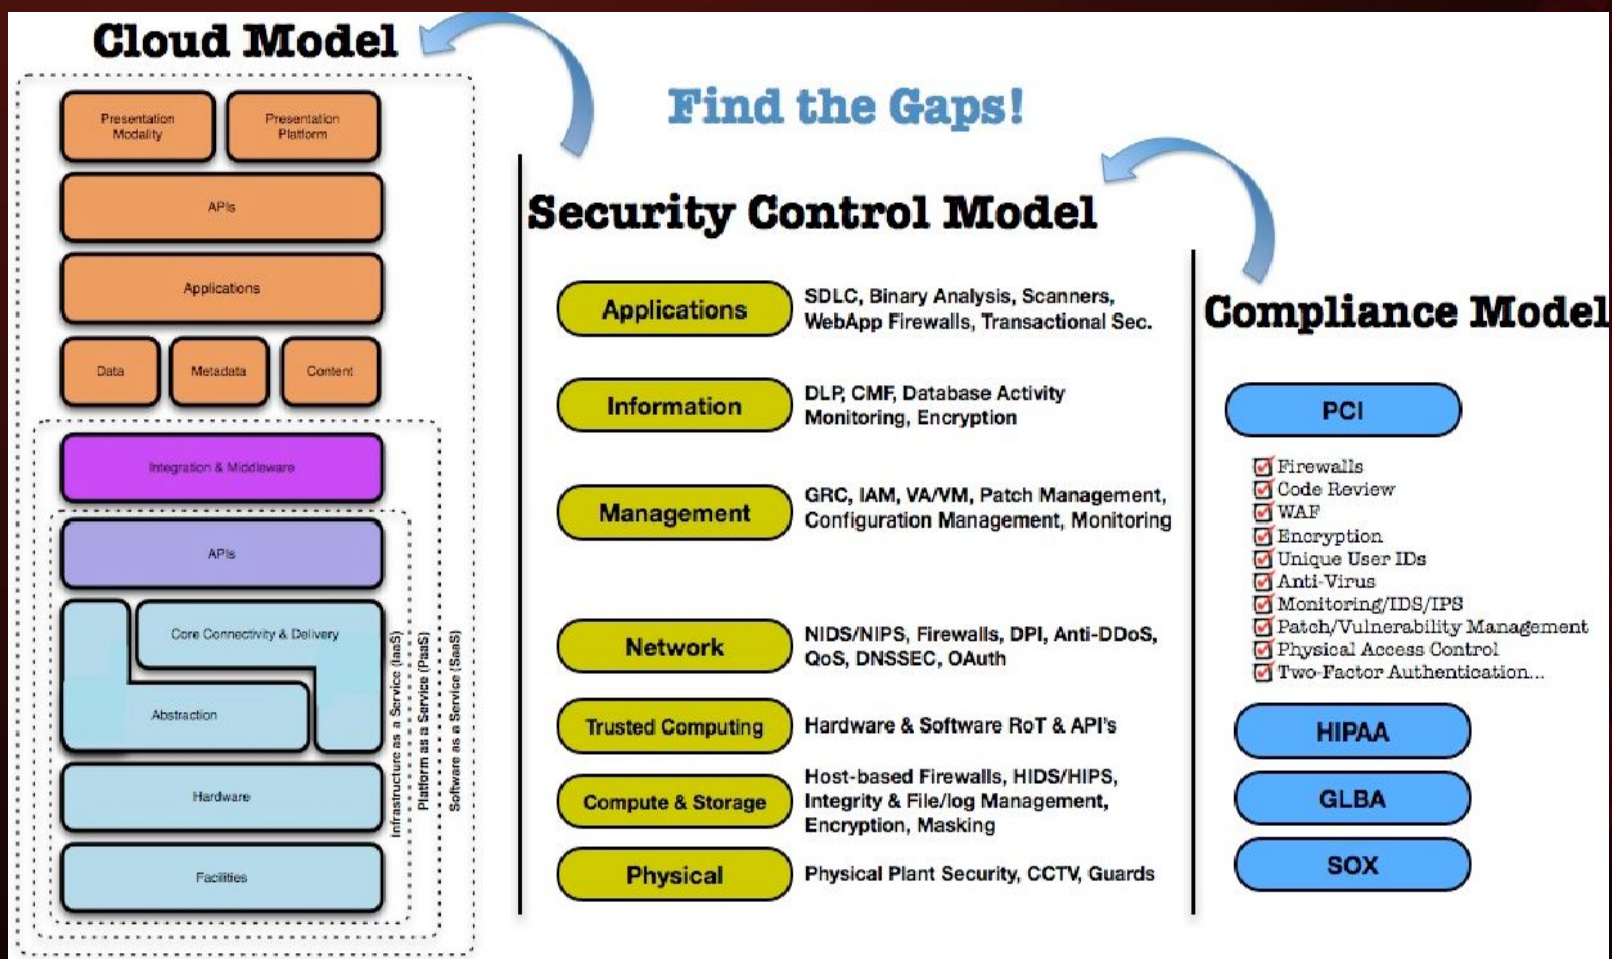 Cloud Model
Find the Gaps!
Security Control Model
Compliance Model
Presentation
Modality
Presentation
Platform
APIs
Applications
Data
Metadata
Content
Integration & Middleware
APIs
Core Connectivity & Delivery
Abstraction
Hardware
Facilities
Infrastructure as a Service (IaaS)
Platform as a Service (PaaS)
Software as a Service (SaaS)
Applications
SDLC, Binary Analysis, Scanners,
WebApp Firewalls, Transactional Sec.
Information
DLP, CMF, Database Activity
Monitoring, Encryption
Management
GRC, IAM, VA/VM, Patch Management,
Configuration Management, Monitoring
Network
NIDS/NIPS, Firewalls, DPI, Anti-DDoS,
QoS, DNSSEC, OAuth
Trusted Computing
Hardware & Software RoT & API's
Compute & Storage
Host-based Firewalls, HIDS/HIPS,
Integrity & File/log Management,
Encryption, Masking
Physical
Physical Plant Security, CCTV, Guards
PCI
Firewalls
Code Review
WAF
Encryption
Unique User IDs
Anti-Virus
Monitoring/IDS/IPS
Patch/Vulnerability Management
Physical Access Control
Two-Factor Authentication...
HIPAA
GLBA
SOX